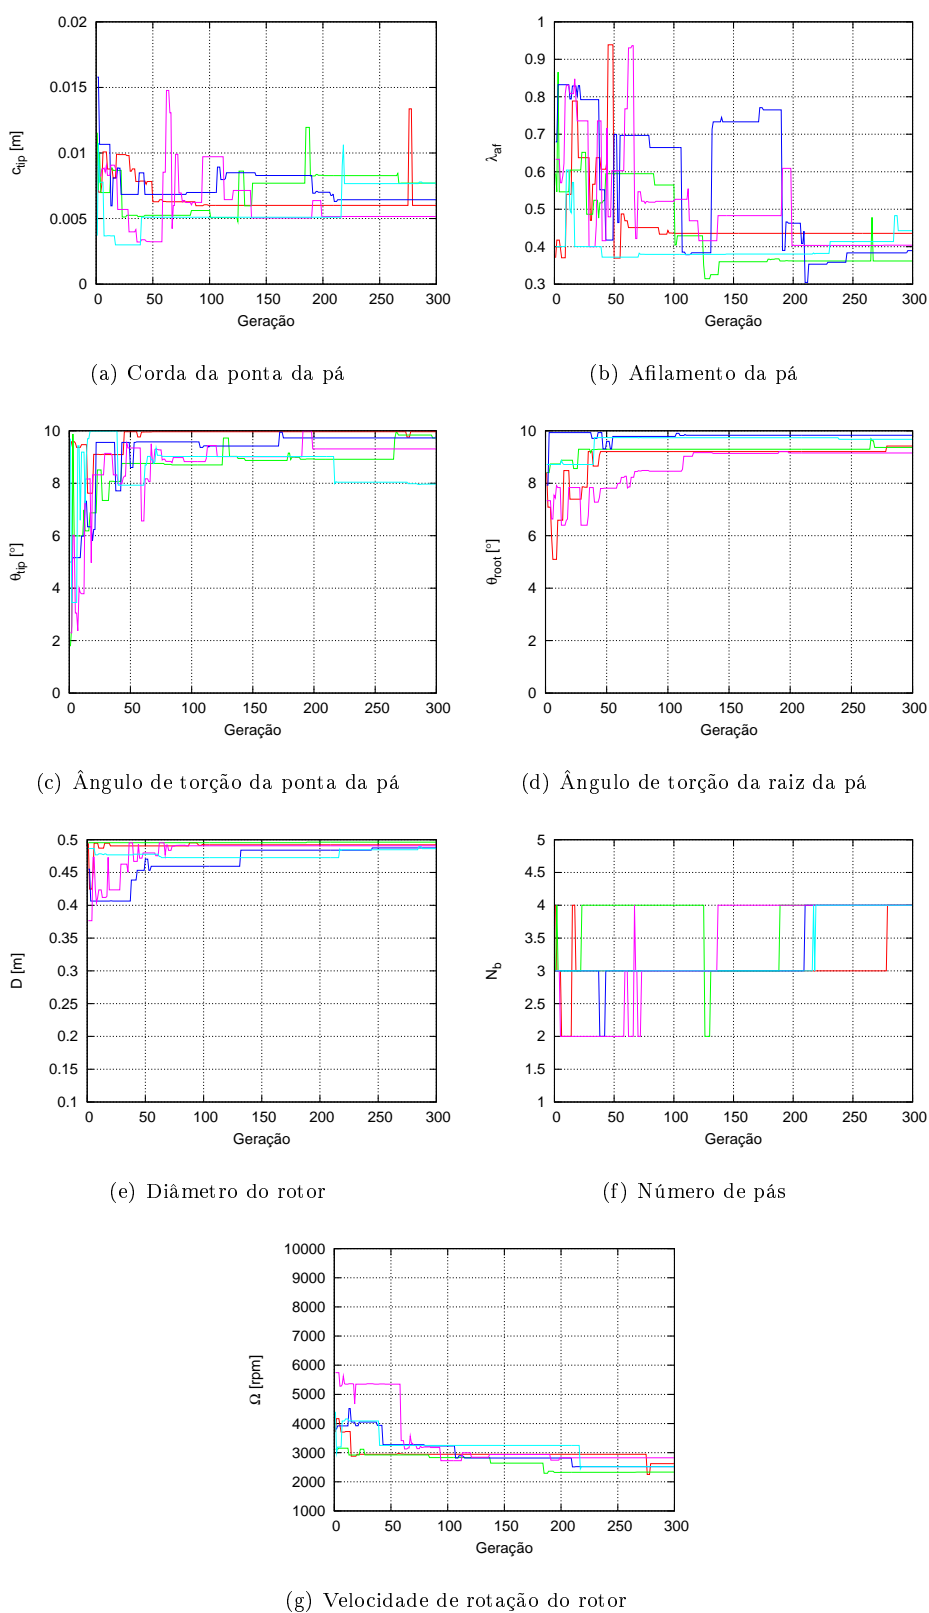 0.02
0.015
0.01
0.005
0
c_tip [m]
0 50 100 150 200 250 300
Geração
(a) Corda da ponta da pá
1
0.9
0.8
0.7
0.6
0.5
0.4
0.3
λ_af
0 50 100 150 200 250 300
Geração
(b) Afilamento da pá
10
8
6
4
2
0
θ_tip [°]
0 50 100 150 200 250 300
Geração
(c) Ângulo de torção da ponta da pá
10
8
6
4
2
0
θ_root [°]
0 50 100 150 200 250 300
Geração
(d) Ângulo de torção da raiz da pá
0.5
0.45
0.4
0.35
0.3
0.25
0.2
0.15
0.1
D [m]
0 50 100 150 200 250 300
Geração
(e) Diâmetro do rotor
5
4.5
4
3.5
3
2.5
2
1.5
1
N_b
0 50 100 150 200 250 300
Geração
(f) Número de pás
10000
9000
8000
7000
6000
5000
4000
3000
2000
1000
Ω [rpm]
0 50 100 150 200 250 300
Geração
(g) Velocidade de rotação do rotor